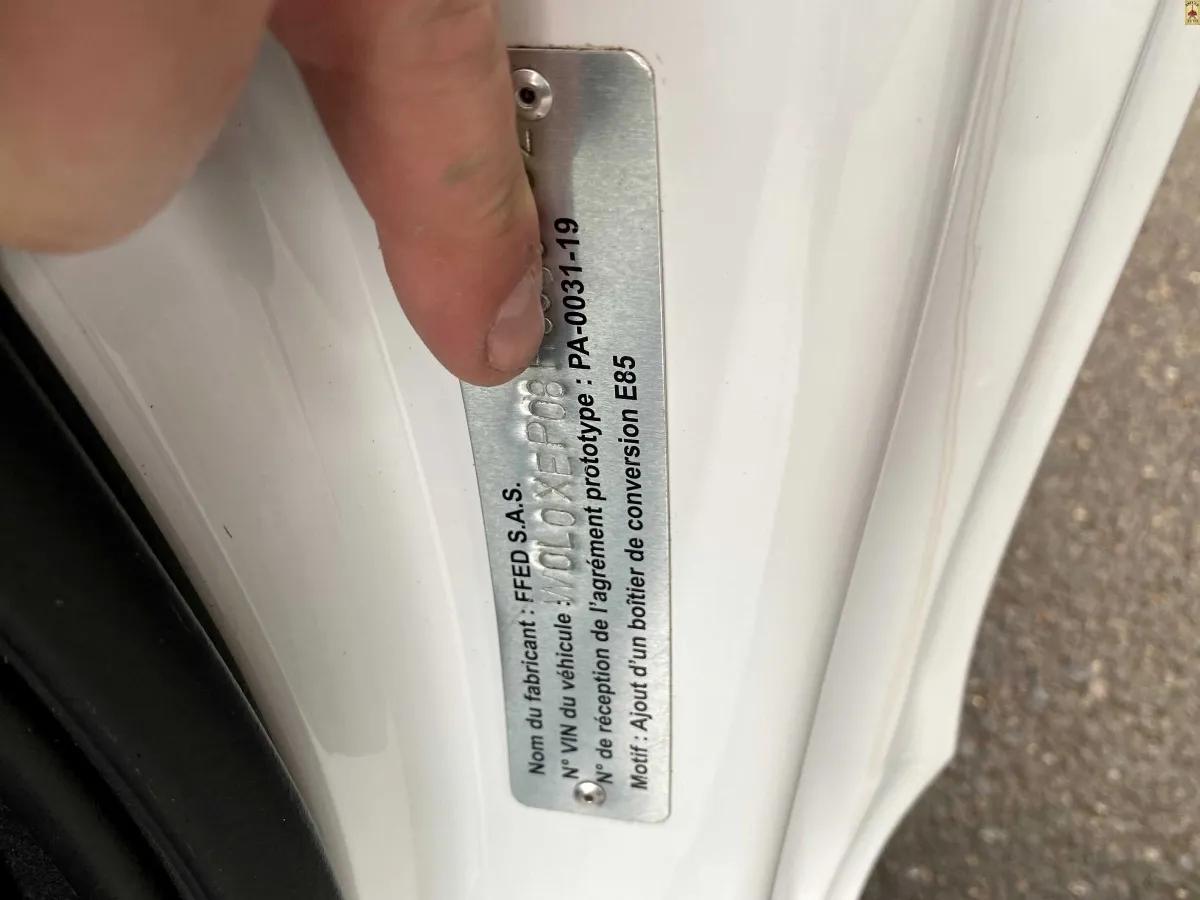 Nom du fabricant : FFED S.A.S.
N° VIN du véhicule : W0L0XEP08
N° de réception de l'agrément prototype : PA-0031-19
Motif : Ajout d'un boîtier de conversion E85